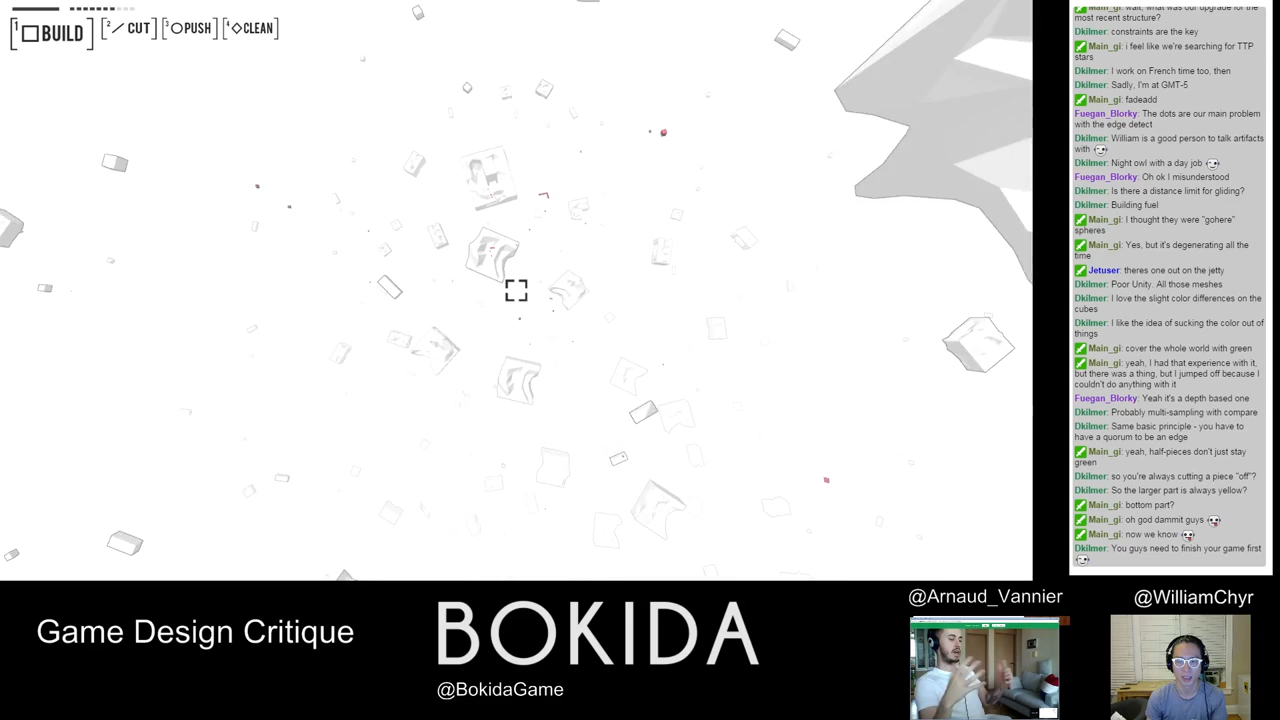 1 BUILD 2 CUT 3 PUSH 4 CLEAN
Main_gi: wait, what was our upgrade for the
most recent structure?
Dkilmer: constraints are the key
Main_gi: i feel like we're searching for TTP
stars
Dkilmer: I work on French time too, then
Dkilmer: Sadly, I'm at GMT-5
Main_gi: fadeadd
Fuegan_Blorky: The dots are our main problem
with the edge detect
Dkilmer: William is a good person to talk artifacts
with
Dkilmer: Night owl with a day job
Fuegan_Blorky: Oh ok I misunderstood
Dkilmer: Is there a distance limit for gliding?
Dkilmer: Building fuel
Main_gi: I thought they were "gohere"
spheres
Main_gi: Yes, but it's degenerating all the
time
Jetuser: theres one out on the jetty
Dkilmer: Poor Unity. All those meshes
Dkilmer: I love the slight color differences on the
cubes
Dkilmer: I like the idea of sucking the color out of
things
Main_gi: cover the whole world with green
Main_gi: yeah, I had that experience with it,
but there was a thing, but I jumped off because I
couldn't do anything with it
Fuegan_Blorky: Yeah it's a depth based one
Dkilmer: Probably multi-sampling with compare
Dkilmer: Same basic principle - you have to
have a quorum to be an edge
Main_gi: yeah, half-pieces don't just stay
green
Dkilmer: so you're always cutting a piece "off"?
Dkilmer: So the larger part is always yellow?
Main_gi: bottom part?
Main_gi: oh god dammit guys
Main_gi: now we know
Dkilmer: You guys need to finish your game first
Game Design Critique
BOKIDA
@BokidaGame
@Arnaud_Vannier
@WilliamChyr